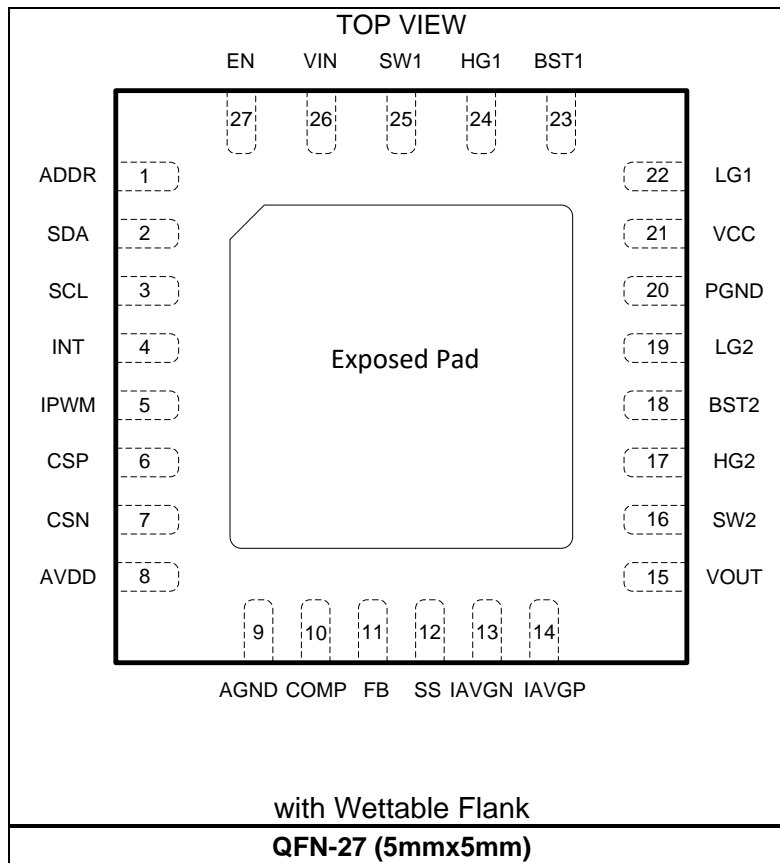 TOP VIEW
EN VIN SW1 HG1 BST1
27 26 25 24 23
ADDR 1 22 LG1
SDA 2 21 VCC
SCL 3 20 PGND
INT 4 19 LG2
Exposed Pad
IPWM 5 18 BST2
CSP 6 17 HG2
CSN 7 16 SW2
AVDD 8 15 VOUT
9 10 11 12 13 14
AGND COMP FB SS IAVGN IAVGP
with Wettable Flank
QFN-27 (5mmx5mm)